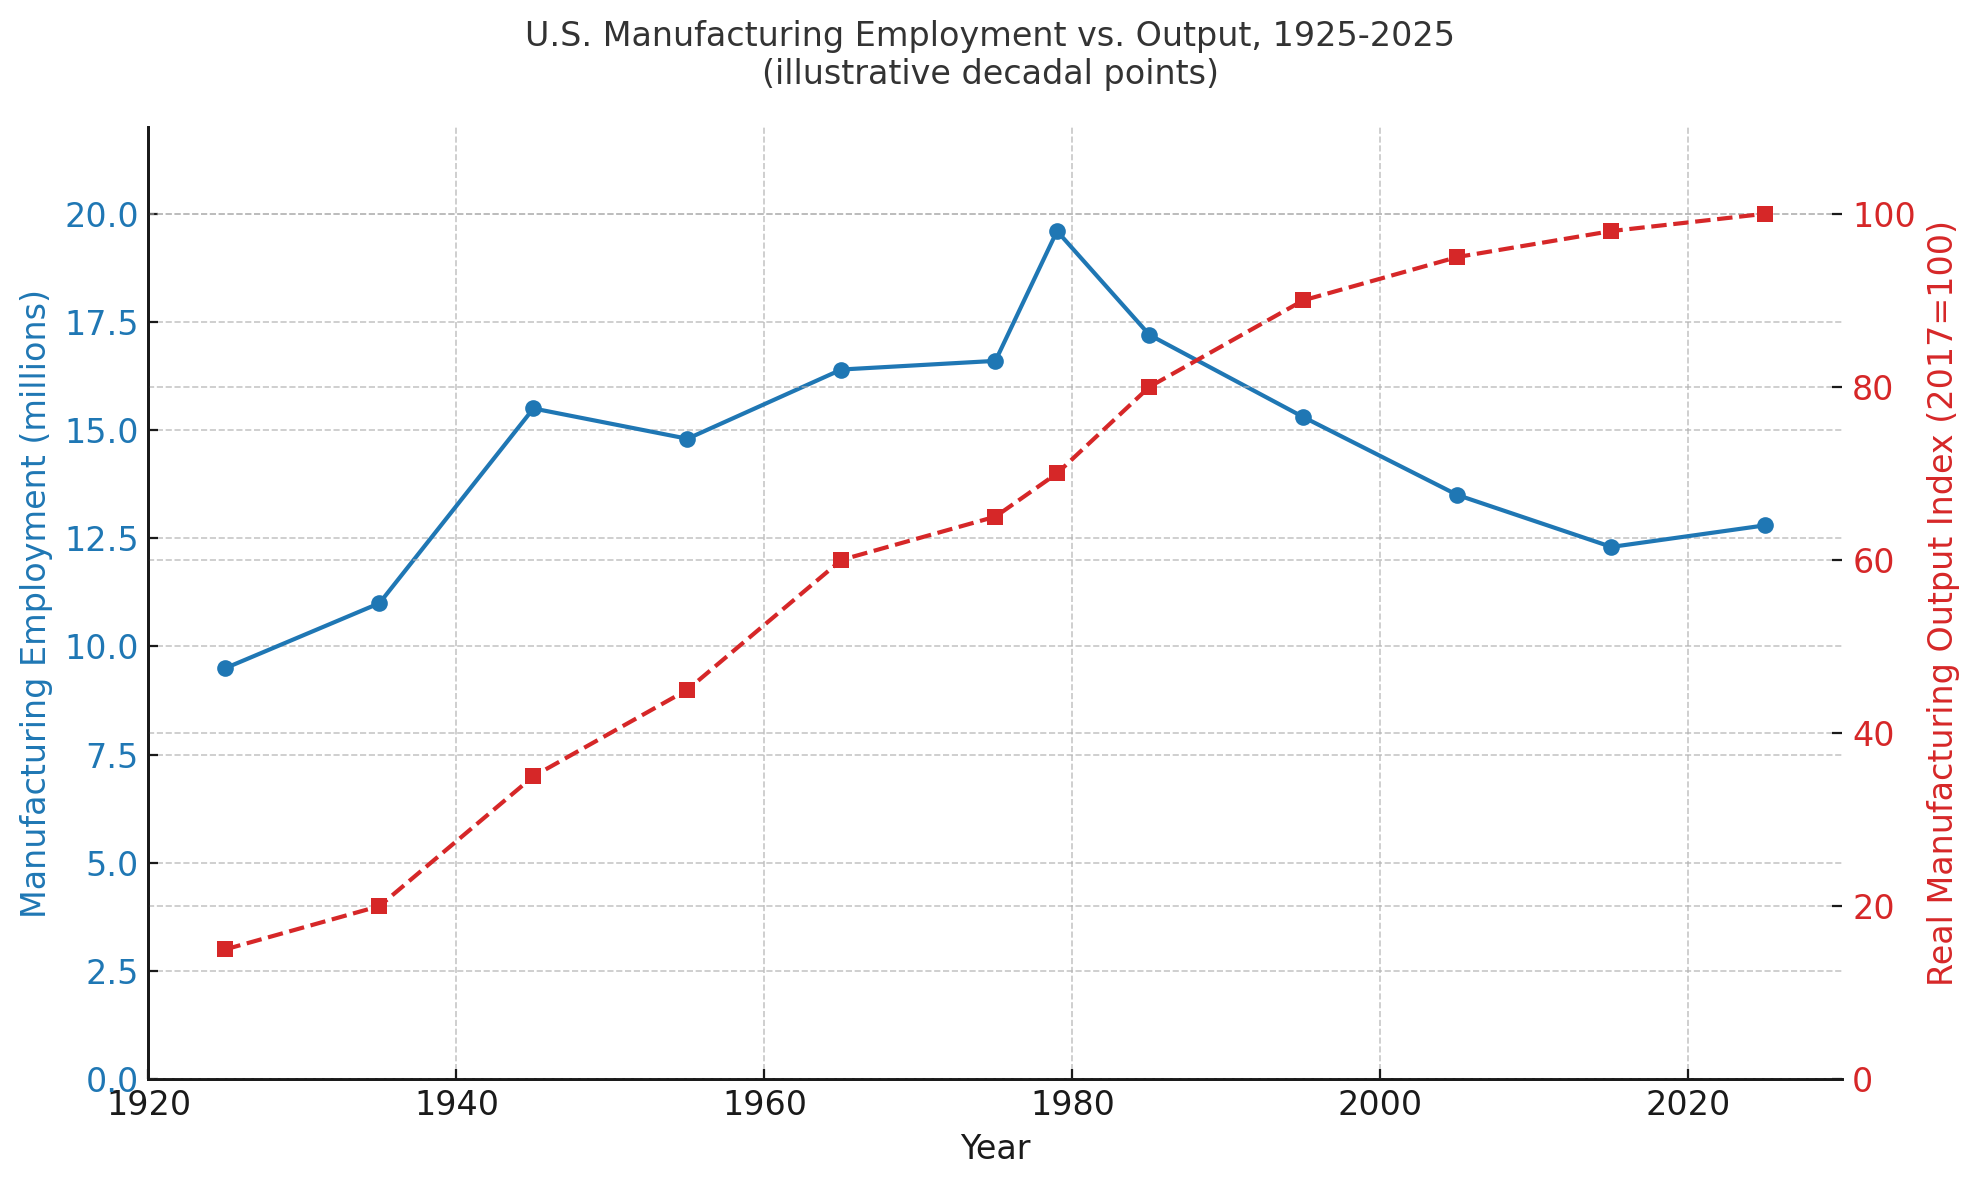 U.S. Manufacturing Employment vs. Output, 1925-2025
(illustrative decadal points)
Manufacturing Employment (millions)
20.0
17.5
15.0
12.5
10.0
7.5
5.0
2.5
0.0
100
80
60
40
20
0
Real Manufacturing Output Index (2017=100)
1920 1940 1960 1980 2000 2020
Year